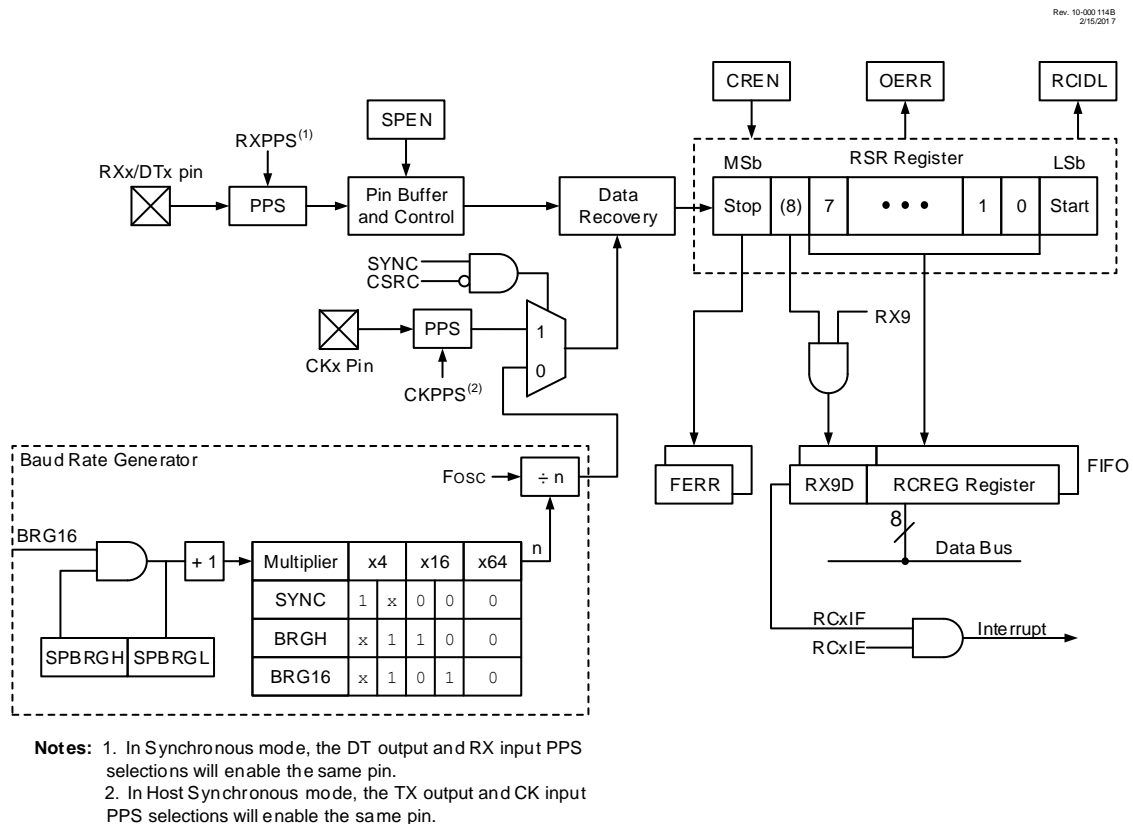 Rev. 10-000114B
2/15/2017
CREN
OERR
RCIDL
SPEN
RXPPS(1)
MSb
RSR Register
LSb
RXx/DTx pin
PPS
Pin Buffer
and Control
Data
Recovery
Stop
(8)
7
• • •
1
0
Start
SYNC
CSRC
RX9
PPS
1
CKx Pin
0
CKPPS(2)
Baud Rate Generator
FOSC
÷ n
FERR
RX9D
RCREG Register
FIFO
8
BRG16
n
Data Bus
+ 1
Multiplier x4 x16 x64
SYNC 1 x 0 0 0
BRGH x 1 1 0 0
BRG16 x 1 0 1 0
SPBRGH SPBRGL
RCxIF
Interrupt
RCxIE
Notes: 1. In Synchronous mode, the DT output and RX input PPS
selections will enable the same pin.
2. In Host Synchronous mode, the TX output and CK input
PPS selections will enable the same pin.